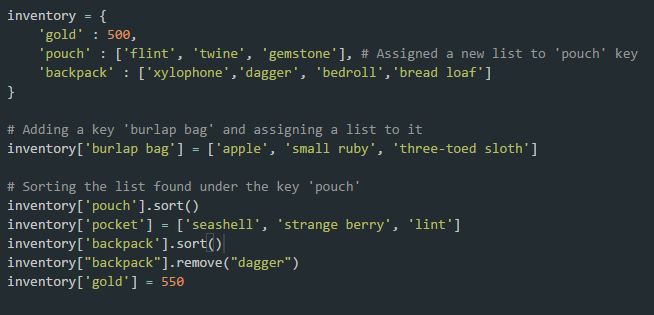 inventory = {
    'gold' : 500,
    'pouch' : ['flint', 'twine', 'gemstone'], # Assigned a new list to 'pouch' key
    'backpack' : ['xylophone','dagger', 'bedroll','bread loaf']
}

# Adding a key 'burlap bag' and assigning a list to it
inventory['burlap bag'] = ['apple', 'small ruby', 'three-toed sloth']

# Sorting the list found under the key 'pouch'
inventory['pouch'].sort()
inventory['pocket'] = ['seashell', 'strange berry', 'lint']
inventory['backpack'].sort()
inventory["backpack"].remove("dagger")
inventory['gold'] = 550